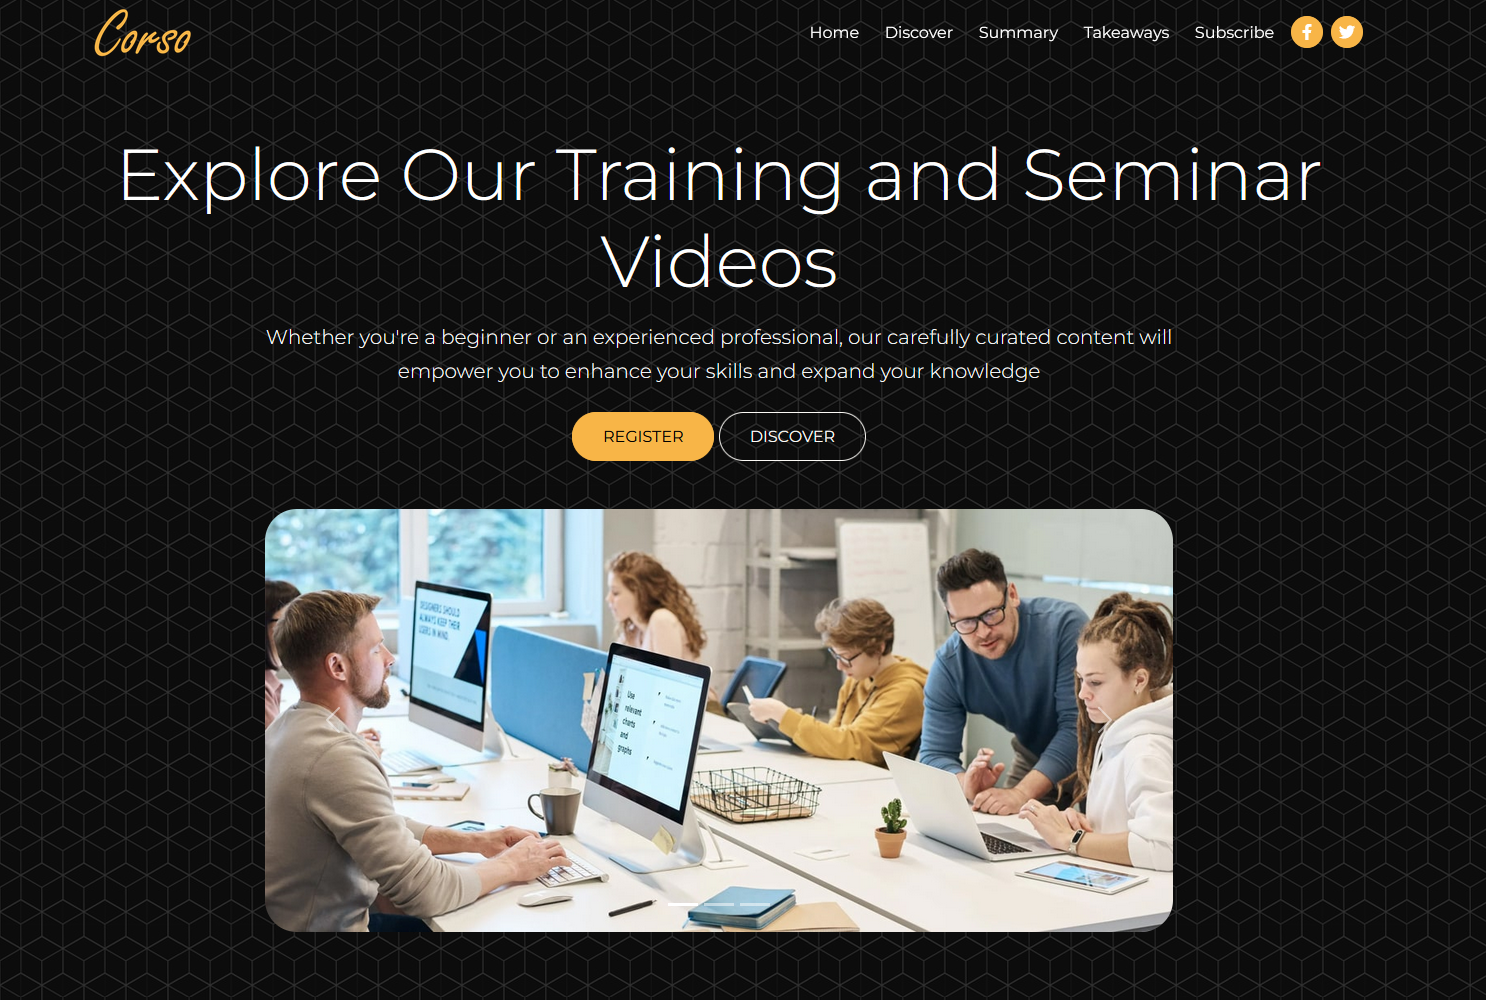 Corso
Home Discover Summary Takeaways Subscribe
Explore Our Training and Seminar
Videos
Whether you're a beginner or an experienced professional, our carefully curated content will
empower you to enhance your skills and expand your knowledge
REGISTER DISCOVER
DESIGNERS SHOULD
ALWAYS KEEP THEIR
USERS IN MIND.
Use
relevant
charts
and
graphs